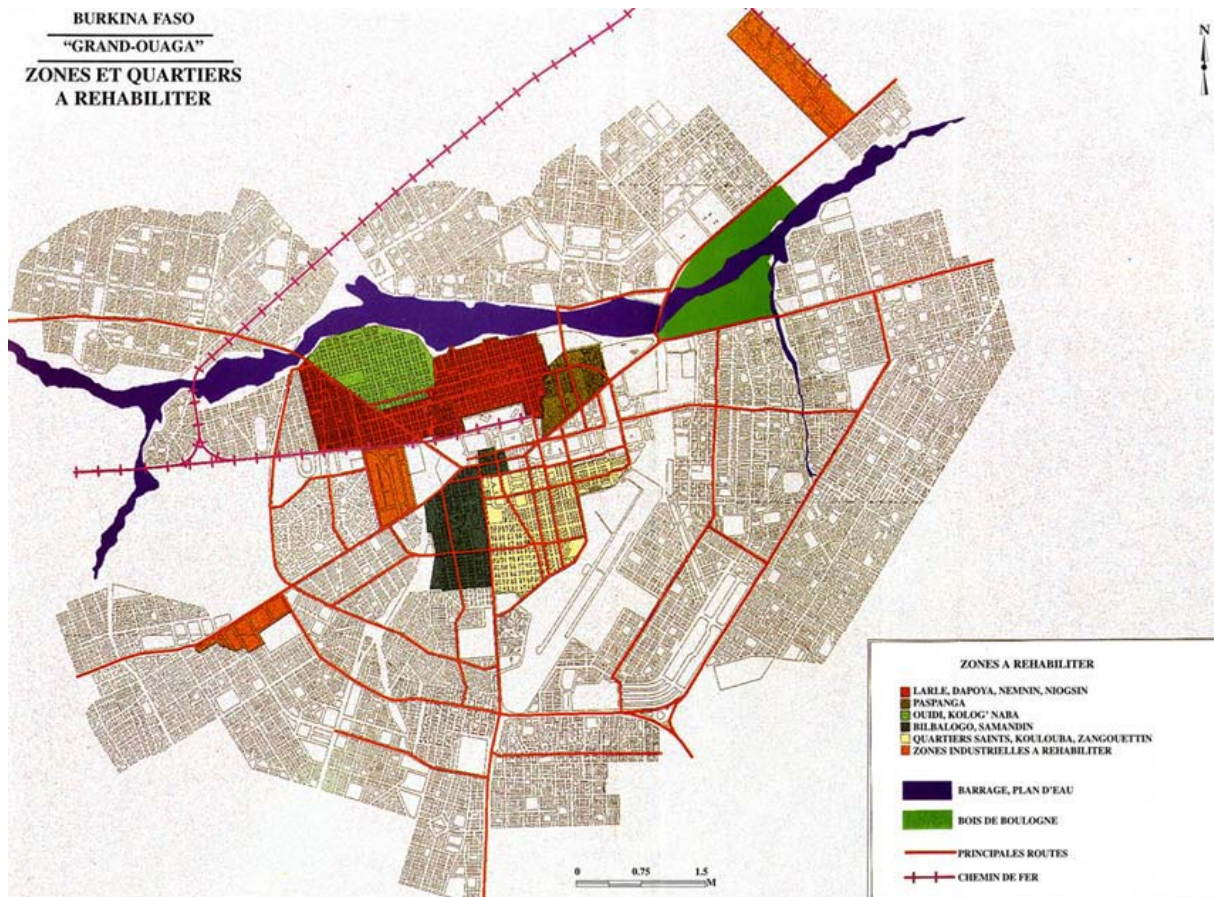 BURKINA FASO
"GRAND-OUAGA"
ZONES ET QUARTIERS
A REHABILITER
N
ZONES A REHABILITER
LARLE, DAPOYA, NEMNIN, NIOGSIN
PASPANGA
OUIDI, KOLOG' NABA
BILBALOGO, SAMANDIN
QUARTIERS SAINTS, KOULOUBA, ZANGOUETTIN
ZONES INDUSTRIELLES A REHABILITER
BARRAGE, PLAN D'EAU
BOIS DE BOULOGNE
PRINCIPALES ROUTES
CHEMIN DE FER
0 0.75 1.5
M